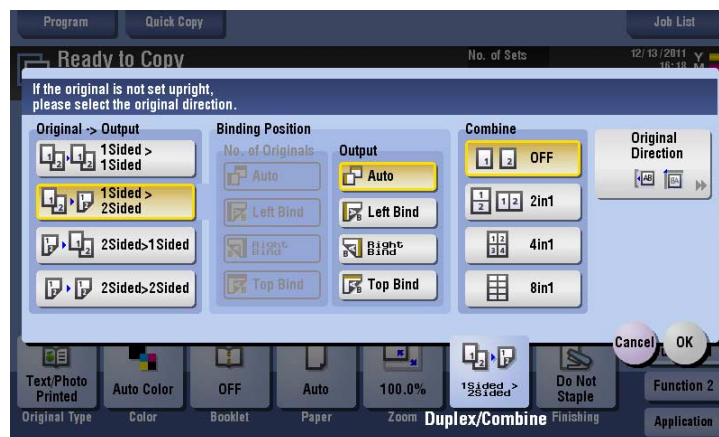 Program
Quick Copy
Job List
Ready to Copy
No. of Sets
12/13/2011
16:18
Y
M
If the original is not set upright,
please select the original direction.
Original -> Output
1Sided >
1Sided
1Sided >
2Sided
2Sided>1Sided
2Sided>2Sided
Binding Position
No. of Originals
Auto
Left Bind
Right
Bind
Top Bind
Output
Auto
Left Bind
Right
Bind
Top Bind
Combine
OFF
2in1
4in1
8in1
Original
Direction
Cancel
OK
Text/Photo
Printed
Auto Color
OFF
Auto
100.0%
1Sided >
2Sided
Do Not
Staple
Function 2
Original Type
Color
Booklet
Paper
Zoom
Duplex/Combine
Finishing
Application